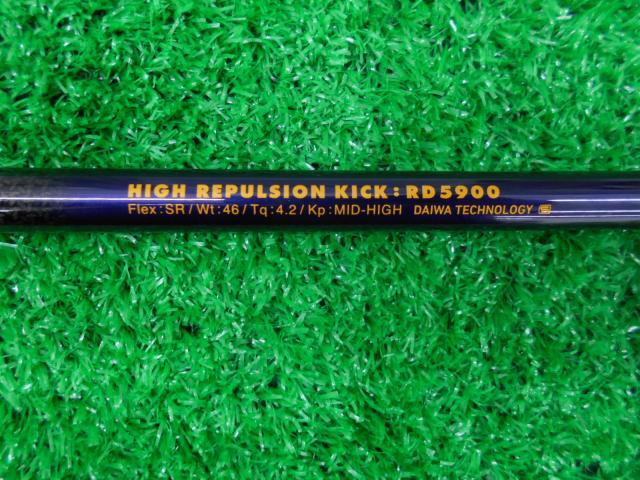 HIGH REPULSION KICK: RD5900
Flex:SR/Wt:46/Tq:4.2/Kp:MID-HIGH DAIWA TECHNOLOGY